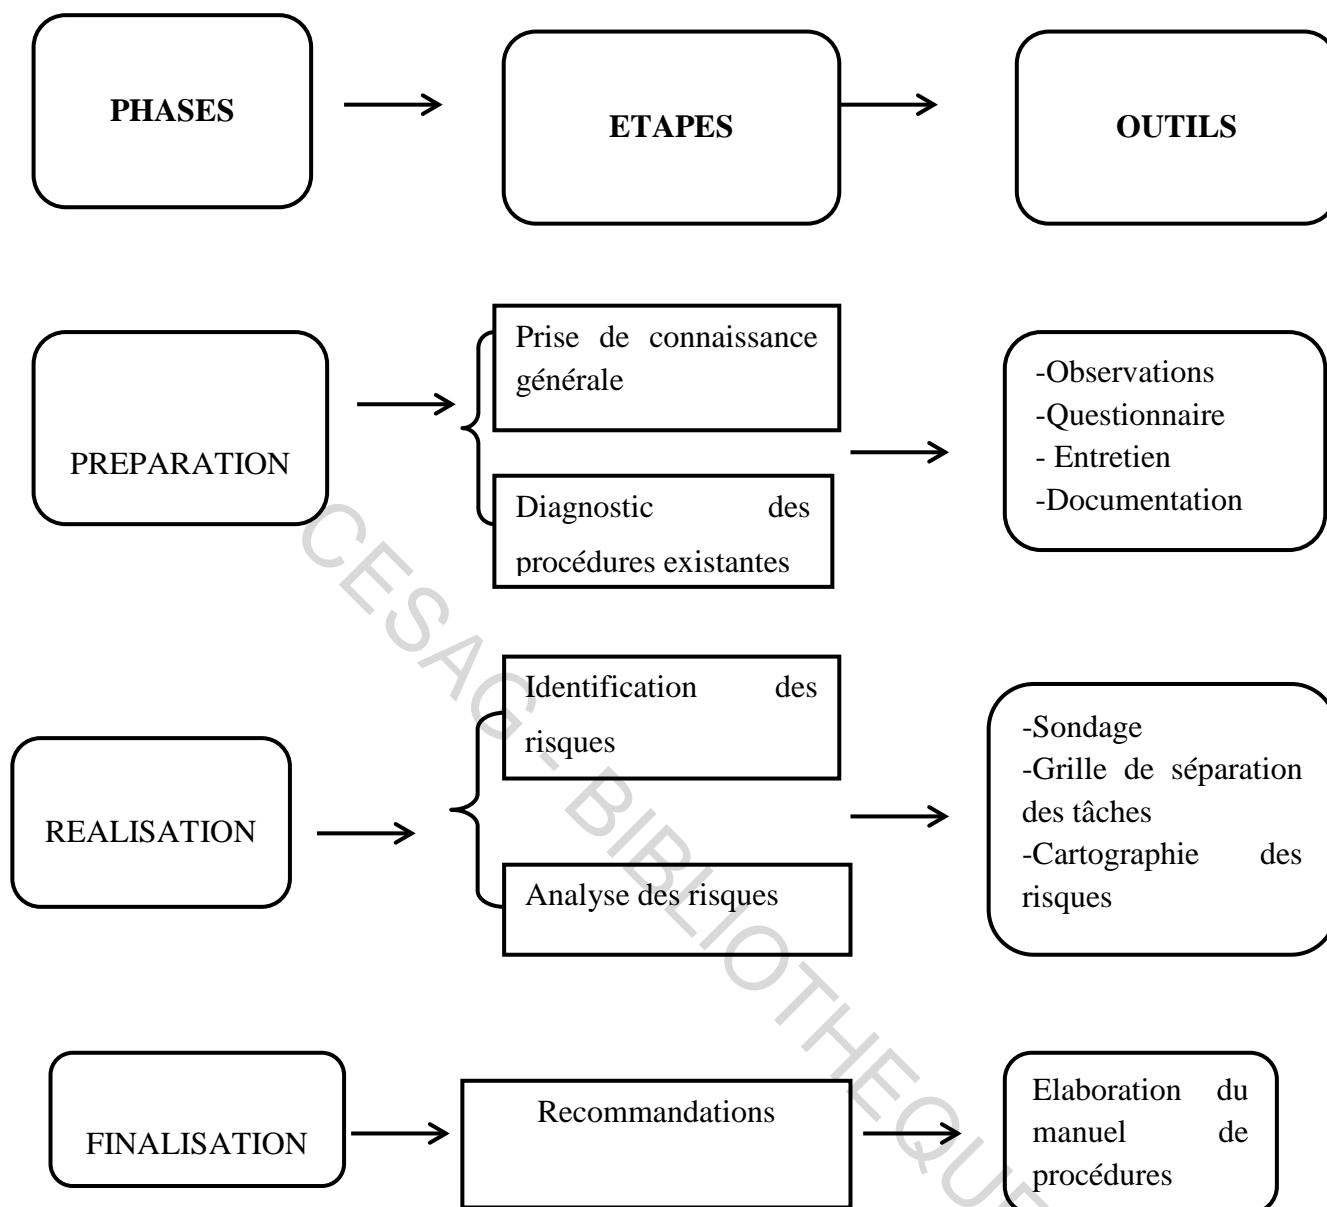 PHASES
ETAPES
OUTILS
PREPARATION
Prise de connaissance
générale
Diagnostic des
procédures existantes
-Observations
-Questionnaire
- Entretien
-Documentation
REALISATION
Identification des
risques
Analyse des risques
-Sondage
-Grille de séparation
des tâches
-Cartographie des
risques
FINALISATION
Recommandations
Elaboration du
manuel de
procédures
CESAG - BIBLIOTHEQUE